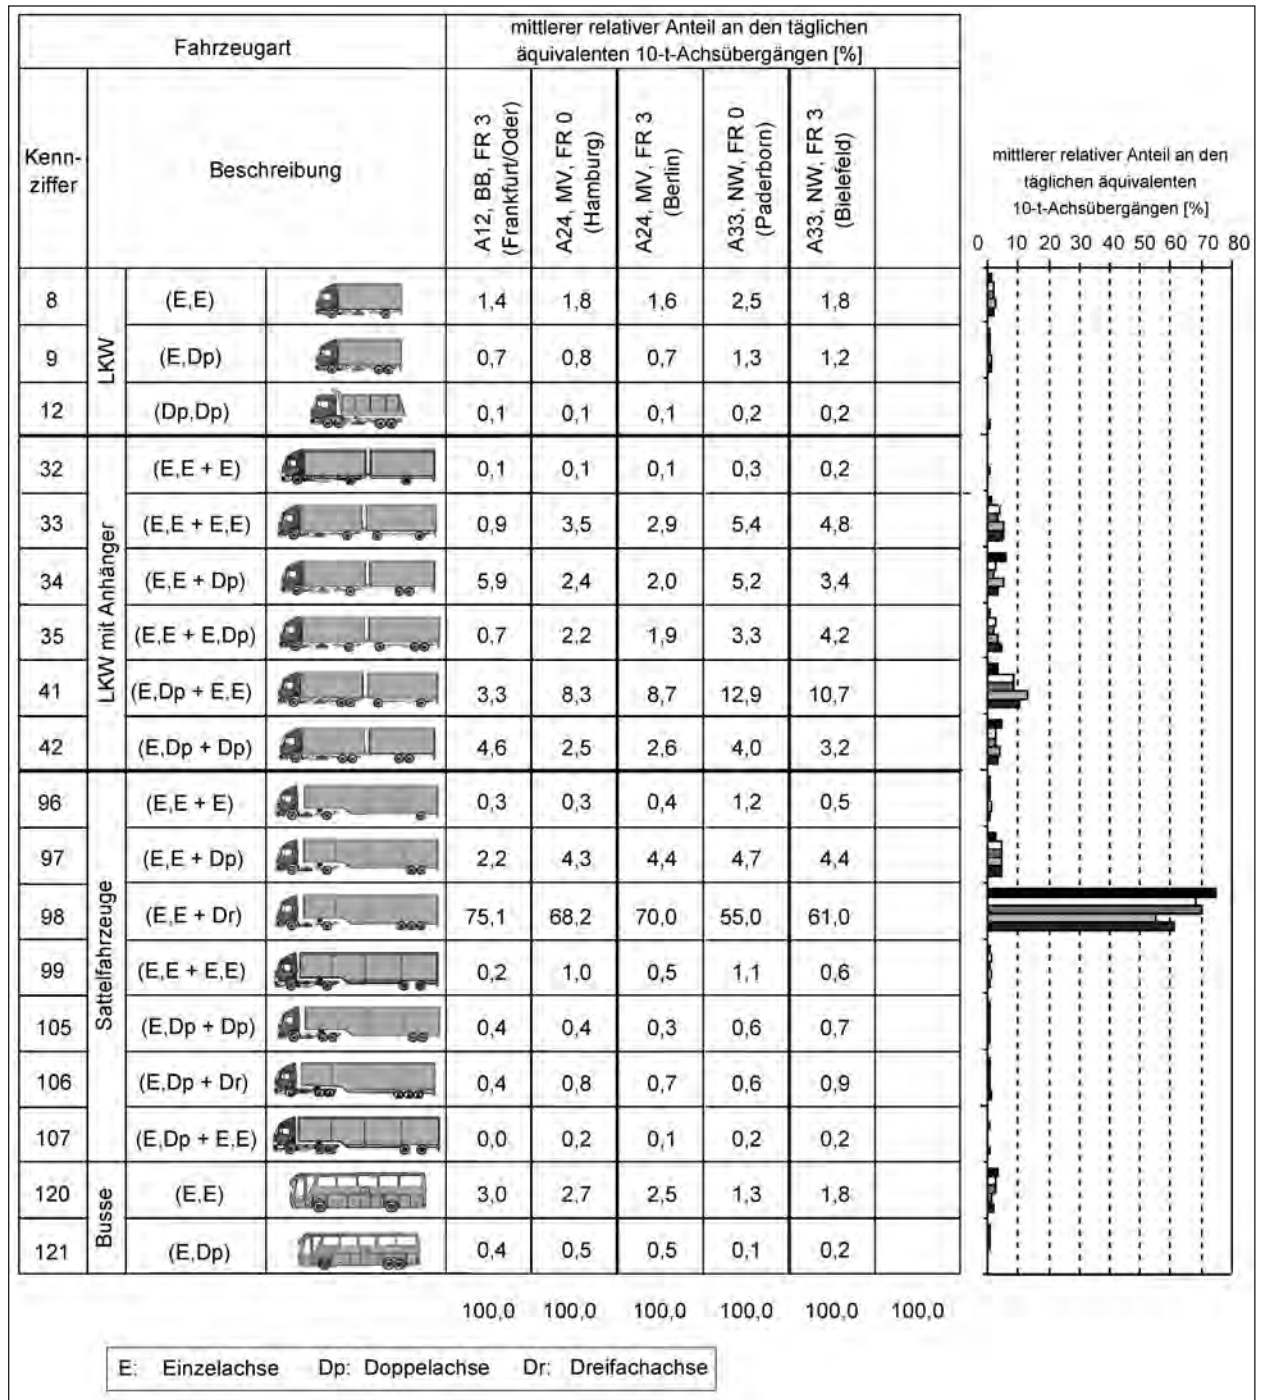 Fahrzeugart
mittlerer relativer Anteil an den täglichen
äquivalenten 10-t-Achsübergängen [%]
Kenn-
ziffer
Beschreibung
A12, BB, FR 3
(Frankfurt/Oder)
A24, MV, FR 0
(Hamburg)
A24, MV, FR 3
(Berlin)
A33, NW, FR 0
(Paderborn)
A33, NW, FR 3
(Bielefeld)
mittlerer relativer Anteil an den
täglichen äquivalenten
10-t-Achsübergängen [%]
0 10 20 30 40 50 60 70 80
LKW
8 (E,E) 1,4 1,8 1,6 2,5 1,8
9 (E,Dp) 0,7 0,8 0,7 1,3 1,2
12 (Dp,Dp) 0,1 0,1 0,1 0,2 0,2
LKW mit Anhänger
32 (E,E + E) 0,1 0,1 0,1 0,3 0,2
33 (E,E + E,E) 0,9 3,5 2,9 5,4 4,8
34 (E,E + Dp) 5,9 2,4 2,0 5,2 3,4
35 (E,E + E,Dp) 0,7 2,2 1,9 3,3 4,2
41 (E,Dp + E,E) 3,3 8,3 8,7 12,9 10,7
42 (E,Dp + Dp) 4,6 2,5 2,6 4,0 3,2
Sattelfahrzeuge
96 (E,E + E) 0,3 0,3 0,4 1,2 0,5
97 (E,E + Dp) 2,2 4,3 4,4 4,7 4,4
98 (E,E + Dr) 75,1 68,2 70,0 55,0 61,0
99 (E,E + E,E) 0,2 1,0 0,5 1,1 0,6
105 (E,Dp + Dp) 0,4 0,4 0,3 0,6 0,7
106 (E,Dp + Dr) 0,4 0,8 0,7 0,6 0,9
107 (E,Dp + E,E) 0,0 0,2 0,1 0,2 0,2
Busse
120 (E,E) 3,0 2,7 2,5 1,3 1,8
121 (E,Dp) 0,4 0,5 0,5 0,1 0,2
100,0 100,0 100,0 100,0 100,0 100,0
E: Einzelachse Dp: Doppelachse Dr: Dreifachachse